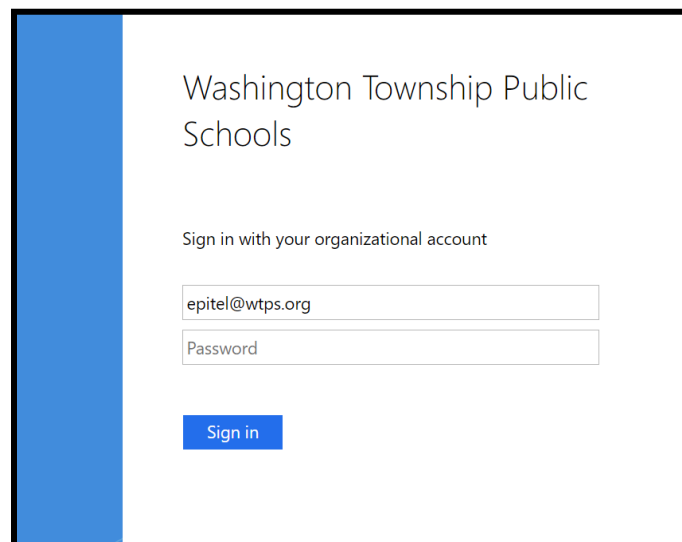 Washington Township Public
Schools
Sign in with your organizational account
epitel@wtps.org
Password
Sign in